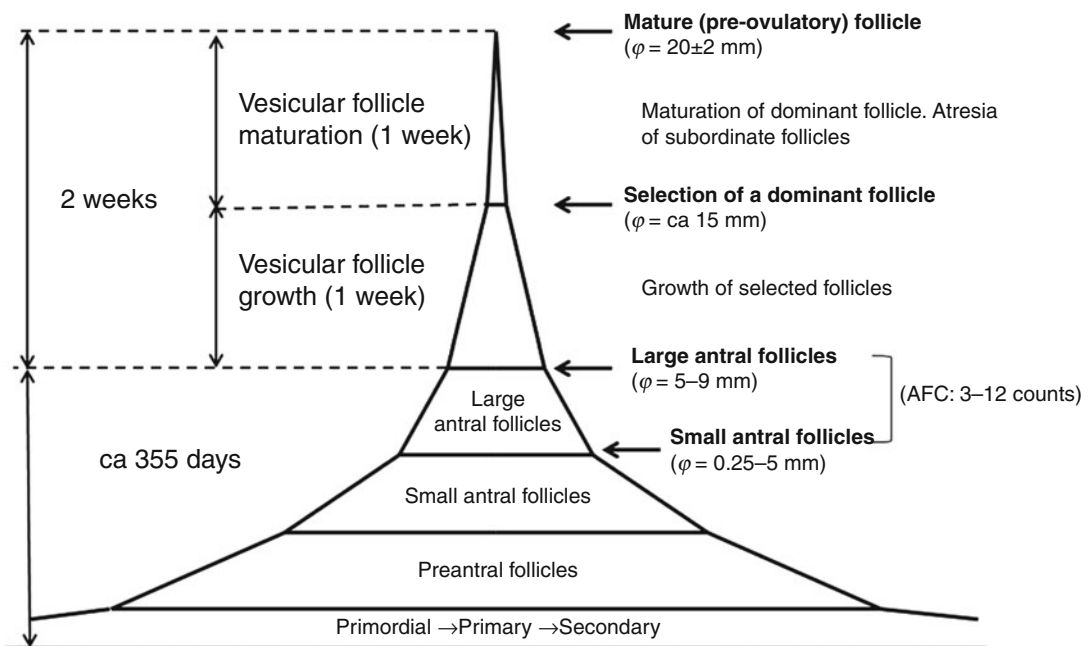 Mature (pre-ovulatory) follicle
(φ = 20±2 mm)
Vesicular follicle
maturation (1 week)
Maturation of dominant follicle. Atresia
of subordinate follicles
2 weeks
Selection of a dominant follicle
(φ = ca 15 mm)
Vesicular follicle
growth (1 week)
Growth of selected follicles
Large antral follicles
(φ = 5–9 mm)
(AFC: 3–12 counts)
Large
antral follicles
Small antral follicles
(φ = 0.25–5 mm)
ca 355 days
Small antral follicles
Preantral follicles
Primordial →Primary →Secondary